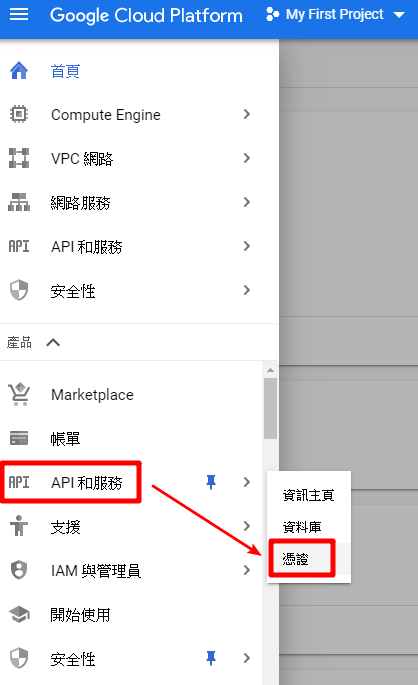 Google Cloud Platform My First Project
首頁
Compute Engine
VPC 網路
網路服務
API API 和服務
安全性
產品
Marketplace
帳單
API API 和服務
資訊主頁
支援
資料庫
憑證
IAM 與管理員
開始使用
安全性